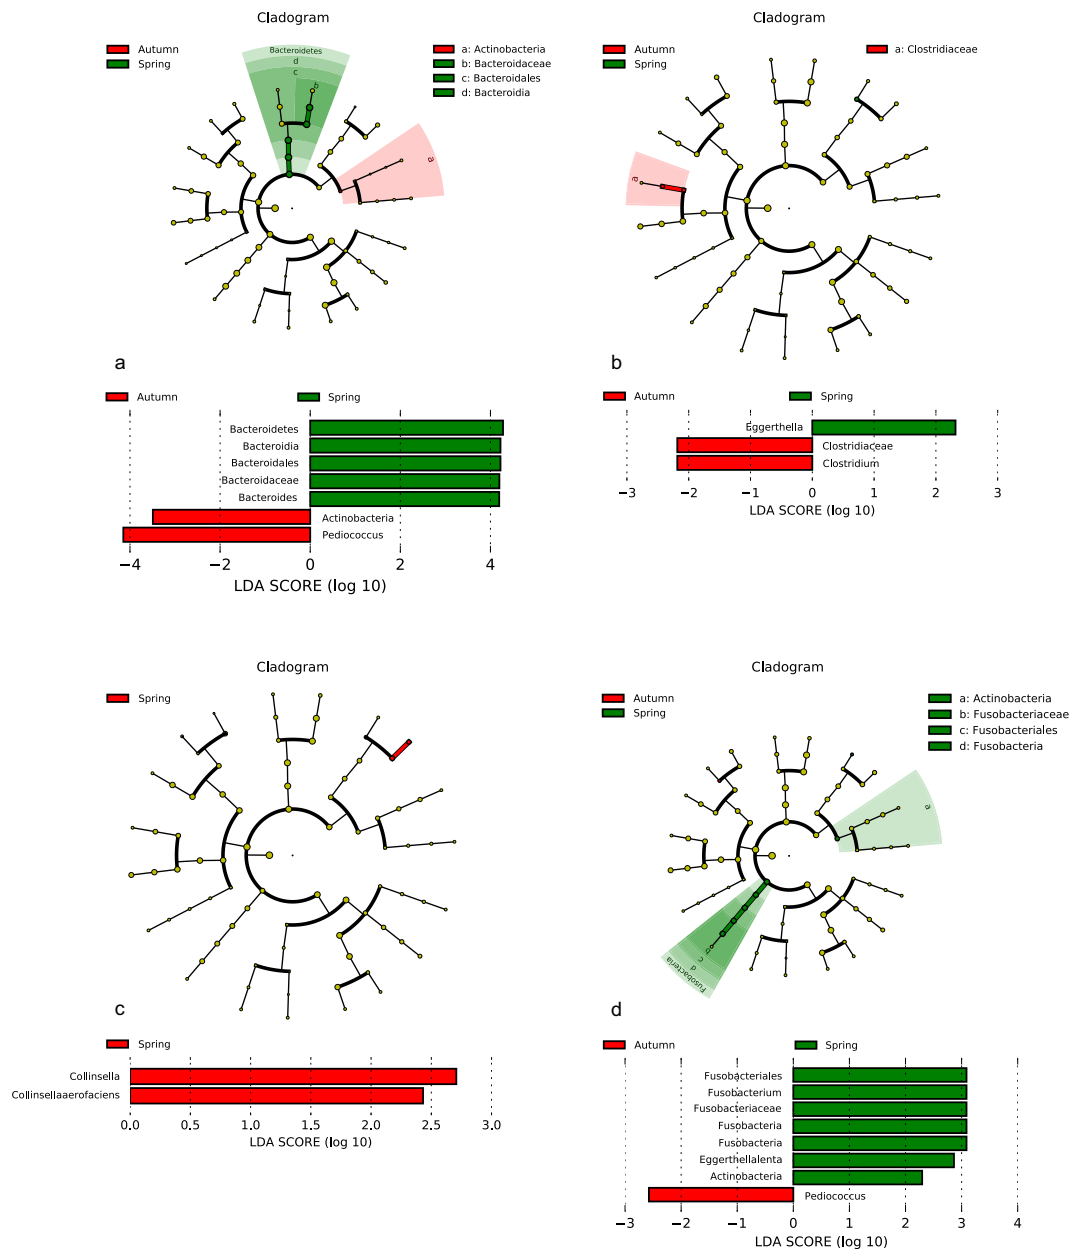 Cladogram
Autumn
Spring
a: Actinobacteria
b: Bacteroidaceae
c: Bacteroidales
d: Bacteroidia
Bacteroidetes
d
c
b
a
a
Autumn
Spring
Bacteroidetes
Bacteroidia
Bacteroidales
Bacteroidaceae
Bacteroides
Actinobacteria
Pediococcus
−4 −2 0 2 4
LDA SCORE (log 10)
Cladogram
Autumn
Spring
a: Clostridiaceae
a
b
Autumn
Spring
Eggerthella
Clostridiaceae
Clostridium
−3 −2 −1 0 1 2 3
LDA SCORE (log 10)
Cladogram
Spring
c
Spring
Collinsella
Collinsellaaerofaciens
0.0 0.5 1.0 1.5 2.0 2.5 3.0
LDA SCORE (log 10)
Cladogram
Autumn
Spring
a: Actinobacteria
b: Fusobacteriaceae
c: Fusobacteriales
d: Fusobacteria
a
b
c
d
Fusobacteria
d
Autumn
Spring
Fusobacteriales
Fusobacterium
Fusobacteriaceae
Fusobacteria
Fusobacteria
Eggerthellalenta
Actinobacteria
Pediococcus
−3 −2 −1 0 1 2 3 4
LDA SCORE (log 10)